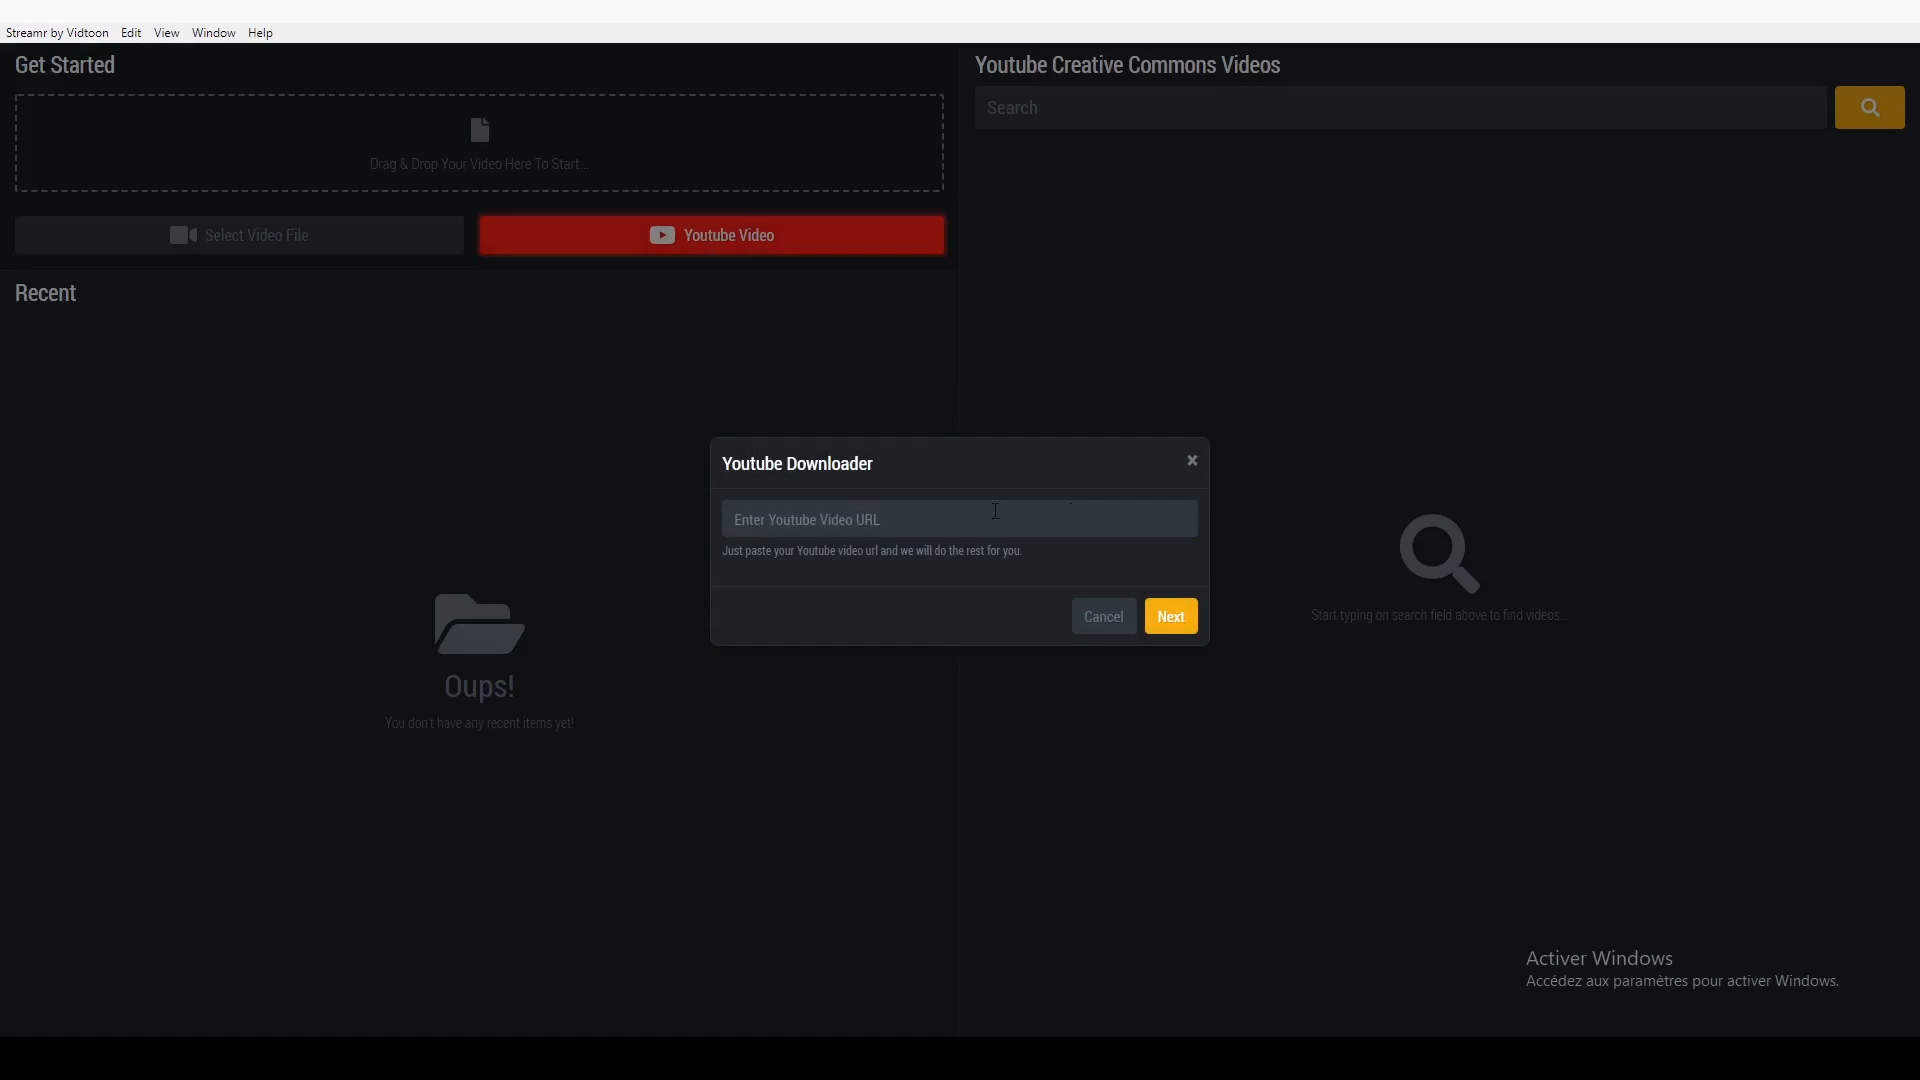 Streamr by Vidtoon Edit View Window Help
Get Started
Drag & Drop Your Video Here To Start...
Select Video File
Youtube Video
Recent
Oups!
You don't have any recent items yet!
Youtube Creative Commons Videos
Search
Start typing on search field above to find videos...
Youtube Downloader
×
Enter Youtube Video URL
Just paste your Youtube video url and we will do the rest for you.
Cancel
Next
Activer Windows
Accédez aux paramètres pour activer Windows.